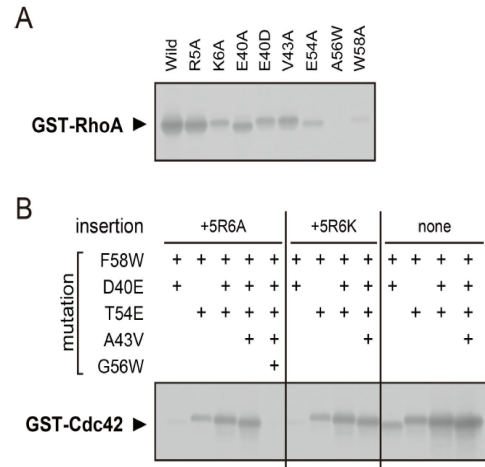 A
Wild R5A K6A E40A E40D V43A E54A A56W W58A
GST-RhoA ►
B
insertion +5R6A +5R6K none
mutation
F58W + + + + + + + + + + + + +
D40E + + + + + + + + + +
T54E + + + + + + + + + +
A43V + + + +
G56W +
GST-Cdc42 ►